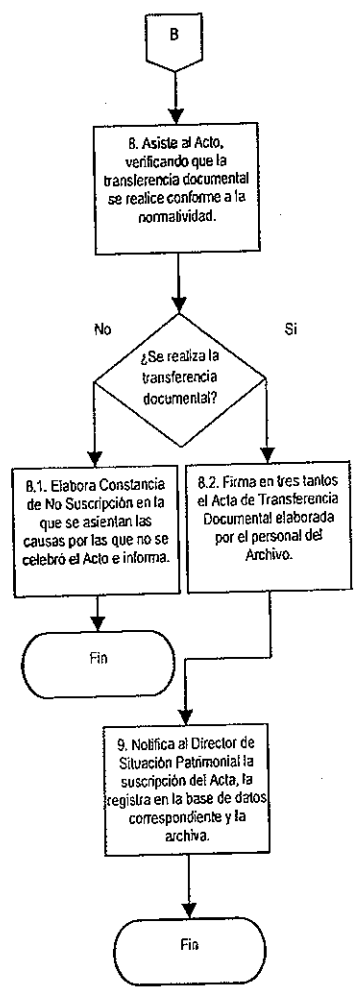 B
8. Asiste al Acto,
verificando que la
transferencia documental
se realice conforme a la
normatividad.
No
Si
¿Se realiza la
transferencia
documental?
8.1. Elabora Constancia
de No Suscripción en la
que se asientan las
causas por las que no se
celebró el Acto e informa.
8.2. Firma en tres tantos
el Acta de Transferencia
Documental elaborada
por el personal del
Archivo.
Fin
9. Notifica al Director de
Situación Patrimonial la
suscripción del Acta, la
registra en la base de datos
correspondiente y la
archiva.
Fin